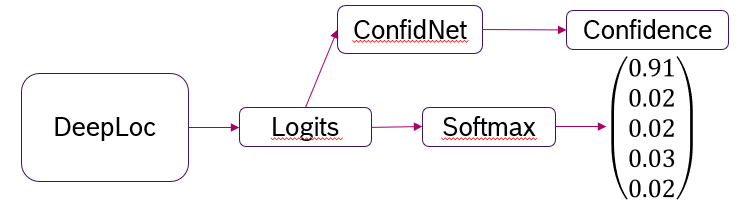 ConfidNet
Confidence
DeepLoc
Logits
Softmax
0.91
0.02
0.02
0.03
0.02